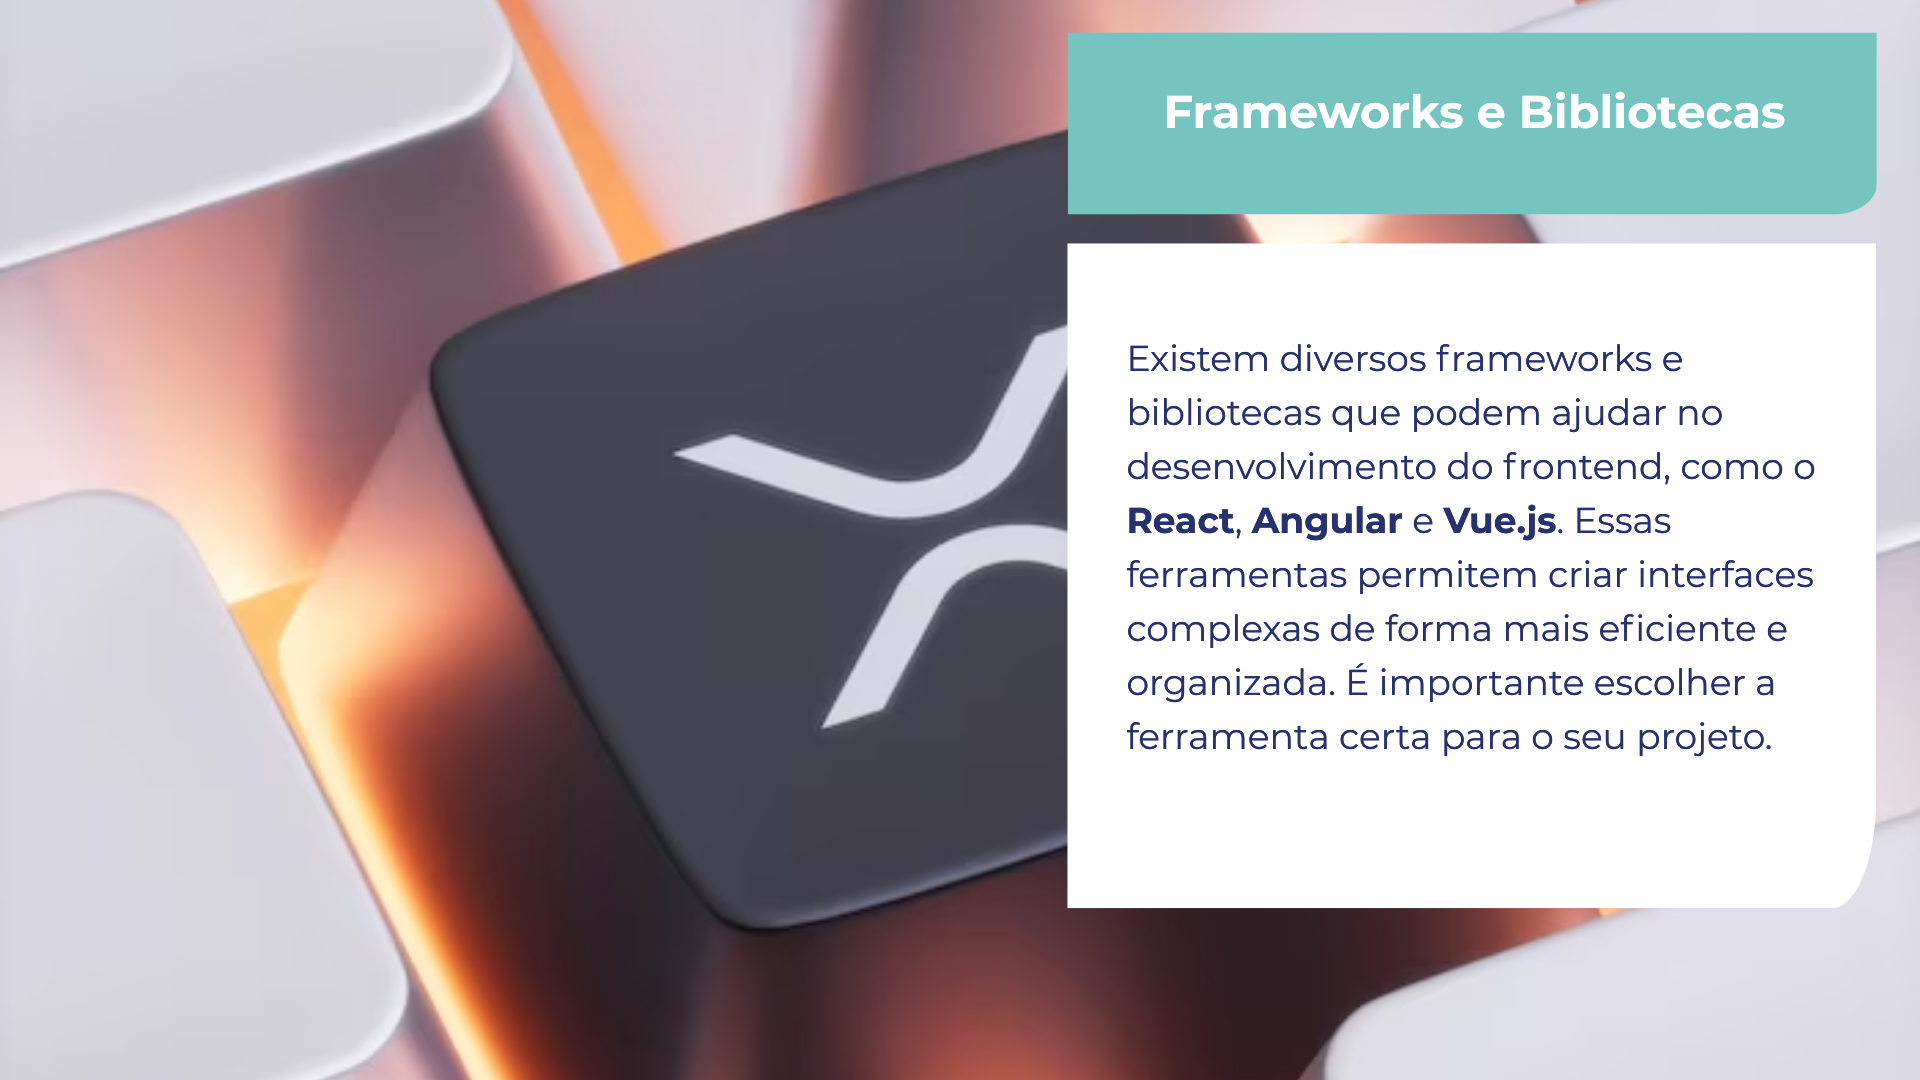 Frameworks e Bibliotecas
Existem diversos frameworks e
bibliotecas que podem ajudar no
desenvolvimento do frontend, como o
React, Angular e Vue.js. Essas
ferramentas permitem criar interfaces
complexas de forma mais eficiente e
organizada. É importante escolher a
ferramenta certa para o seu projeto.